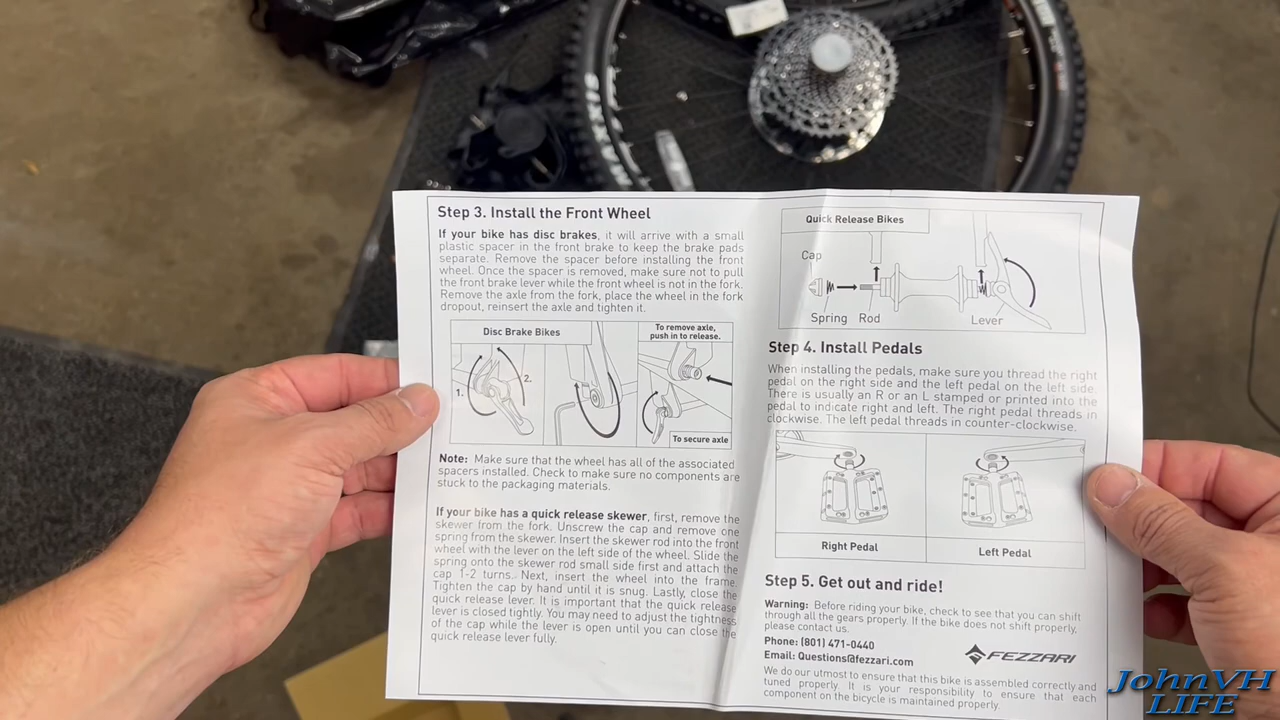 Step 3. Install the Front Wheel
If your bike has disc brakes, it will arrive with a small
plastic spacer in the front brake to keep the brake pads
separate. Remove the spacer before installing the front
wheel. Once the spacer is removed, make sure not to pull
the front brake lever while the front wheel is not in the fork.
Remove the axle from the fork, place the wheel in the fork
dropout, reinsert the axle and tighten it.
Disc Brake Bikes
To remove axle,
push in to release.
1.
2.
To secure axle
Note: Make sure that the wheel has all of the associated
spacers installed. Check to make sure no components are
stuck to the packaging materials.
If your bike has a quick release skewer, first, remove the
skewer from the fork. Unscrew the cap and remove one
spring from the skewer. Insert the skewer rod into the front
wheel with the lever on the left side of the wheel. Slide the
spring onto the skewer rod small side first and attach the
cap 1-2 turns. Next, insert the wheel into the frame.
Tighten the cap by hand until it is snug. Lastly, close the
quick release lever. It is important that the quick release
lever is closed tightly. You may need to adjust the tightness
of the cap while the lever is open until you can close the
quick release lever fully.
Quick Release Bikes
Cap
Spring
Rod
Lever
Step 4. Install Pedals
When installing the pedals, make sure you thread the right
pedal on the right side and the left pedal on the left side.
There is usually an R or an L stamped or printed into the
pedal to indicate right and left. The right pedal threads in
clockwise. The left pedal threads in counter-clockwise.
Right Pedal
Left Pedal
Step 5. Get out and ride!
Warning: Before riding your bike, check to see that you can shift
through all the gears properly. If the bike does not shift properly,
please contact us.
Phone: (801) 471-0440
Email: Questions@fezzari.com
FEZZARI
We do our utmost to ensure that this bike is assembled correctly and
tuned properly. It is your responsibility to ensure that each
component on the bicycle is maintained properly.
JohnVH
LIFE